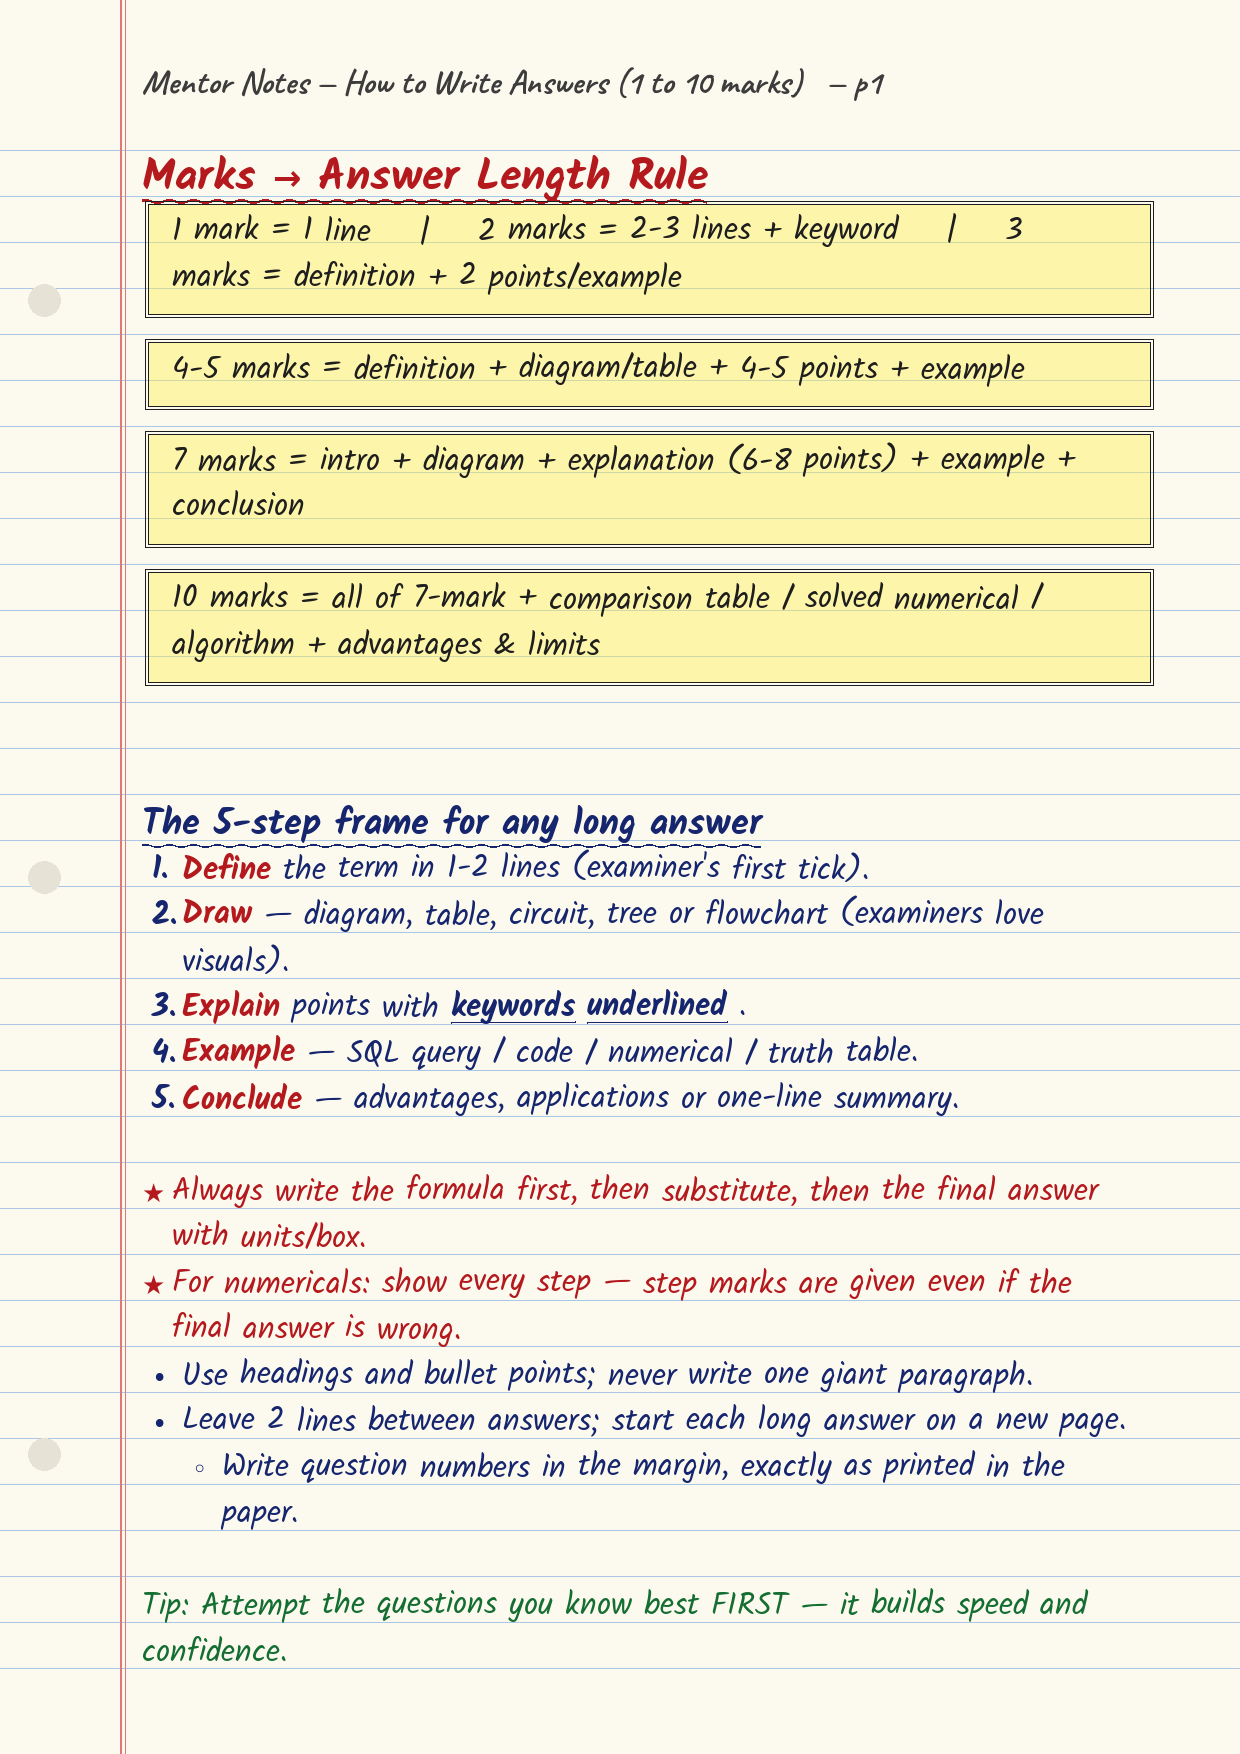 Mentor Notes – How to Write Answers (1 to 10 marks) – p1
Marks → Answer Length Rule
1 mark = 1 line | 2 marks = 2-3 lines + keyword | 3
marks = definition + 2 points/example
4-5 marks = definition + diagram/table + 4-5 points + example
7 marks = intro + diagram + explanation (6-8 points) + example +
conclusion
10 marks = all of 7-mark + comparison table / solved numerical /
algorithm + advantages & limits
The 5-step frame for any long answer
1. Define the term in 1-2 lines (examiner's first tick).
2. Draw — diagram, table, circuit, tree or flowchart (examiners love
visuals).
3. Explain points with keywords underlined .
4. Example — SQL query / code / numerical / truth table.
5. Conclude — advantages, applications or one-line summary.
★ Always write the formula first, then substitute, then the final answer
with units/box.
★ For numericals: show every step — step marks are given even if the
final answer is wrong.
• Use headings and bullet points; never write one giant paragraph.
• Leave 2 lines between answers; start each long answer on a new page.
◦ Write question numbers in the margin, exactly as printed in the
paper.
Tip: Attempt the questions you know best FIRST — it builds speed and
confidence.